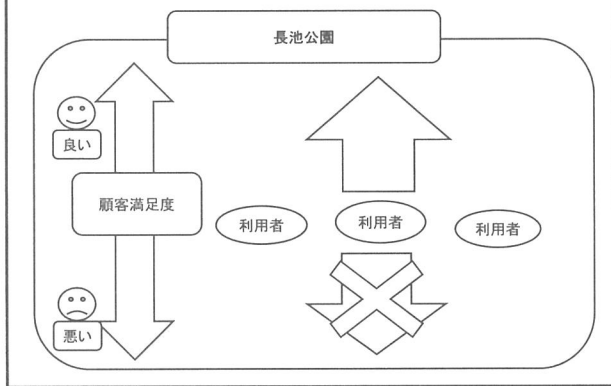 長池公園
良い
顧客満足度
利用者
利用者
利用者
悪い